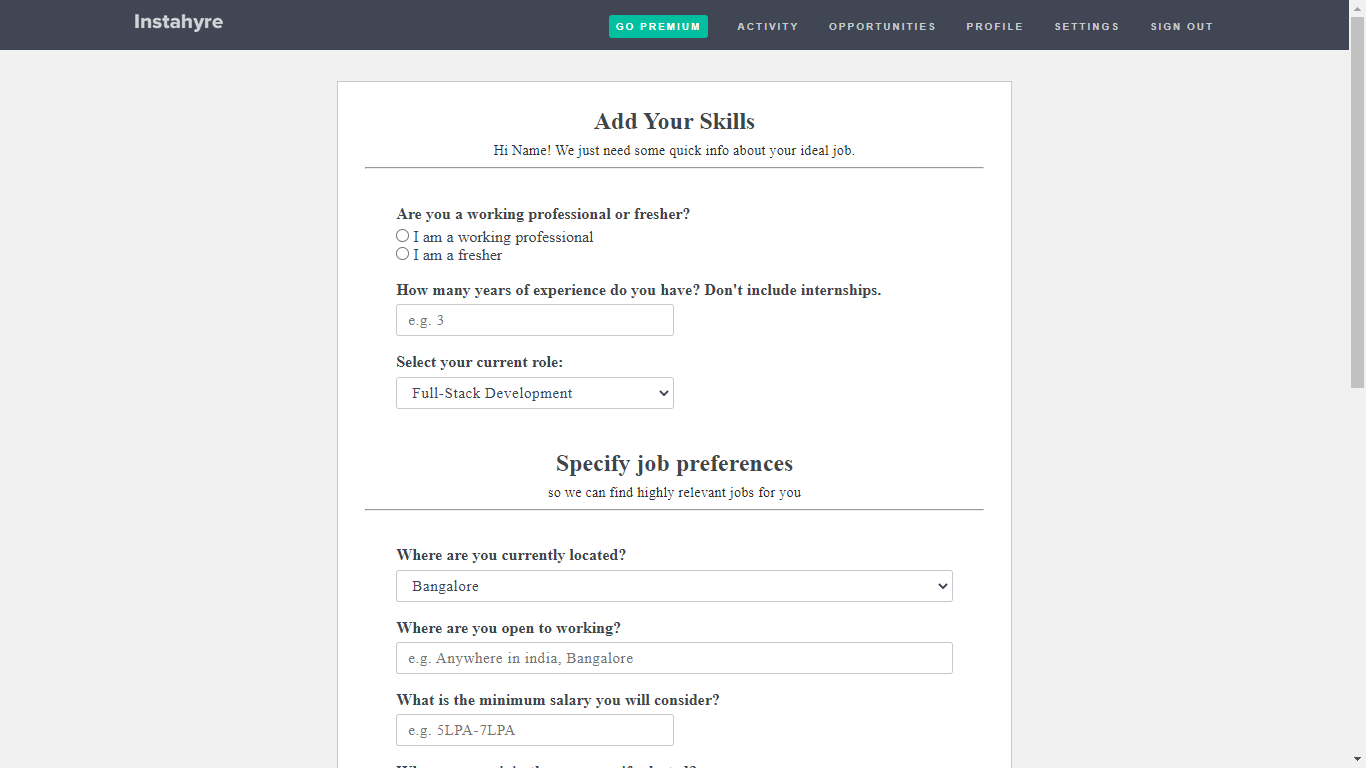 Instahyre
GO PREMIUM ACTIVITY OPPORTUNITIES PROFILE SETTINGS SIGN OUT
Add Your Skills
Hi Name! We just need some quick info about your ideal job.
Are you a working professional or fresher?
I am a working professional
I am a fresher
How many years of experience do you have? Don't include internships.
e.g. 3
Select your current role:
Full-Stack Development
Specify job preferences
so we can find highly relevant jobs for you
Where are you currently located?
Bangalore
Where are you open to working?
e.g. Anywhere in india, Bangalore
What is the minimum salary you will consider?
e.g. 5LPA-7LPA